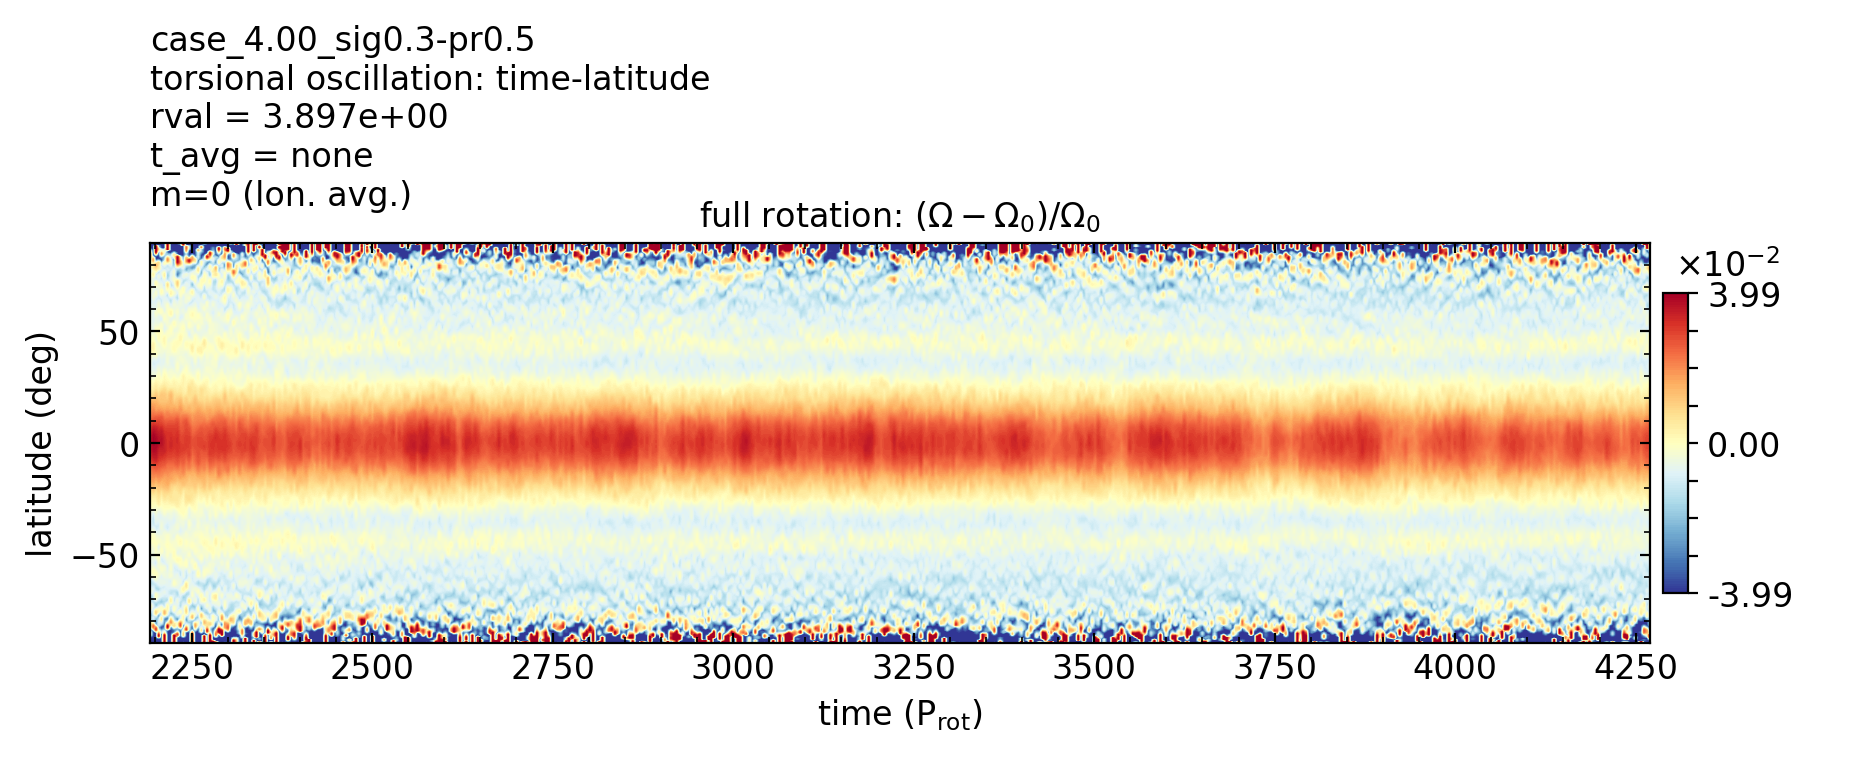 case_4.00_sig0.3-pr0.5
torsional oscillation: time-latitude
rval = 3.897e+00
t_avg = none
m=0 (lon. avg.)
full rotation: (Ω − Ω₀)/Ω₀
×10⁻²
3.99
0.00
-3.99
latitude (deg)
50
0
−50
2250 2500 2750 3000 3250 3500 3750 4000 4250
time (P_rot)